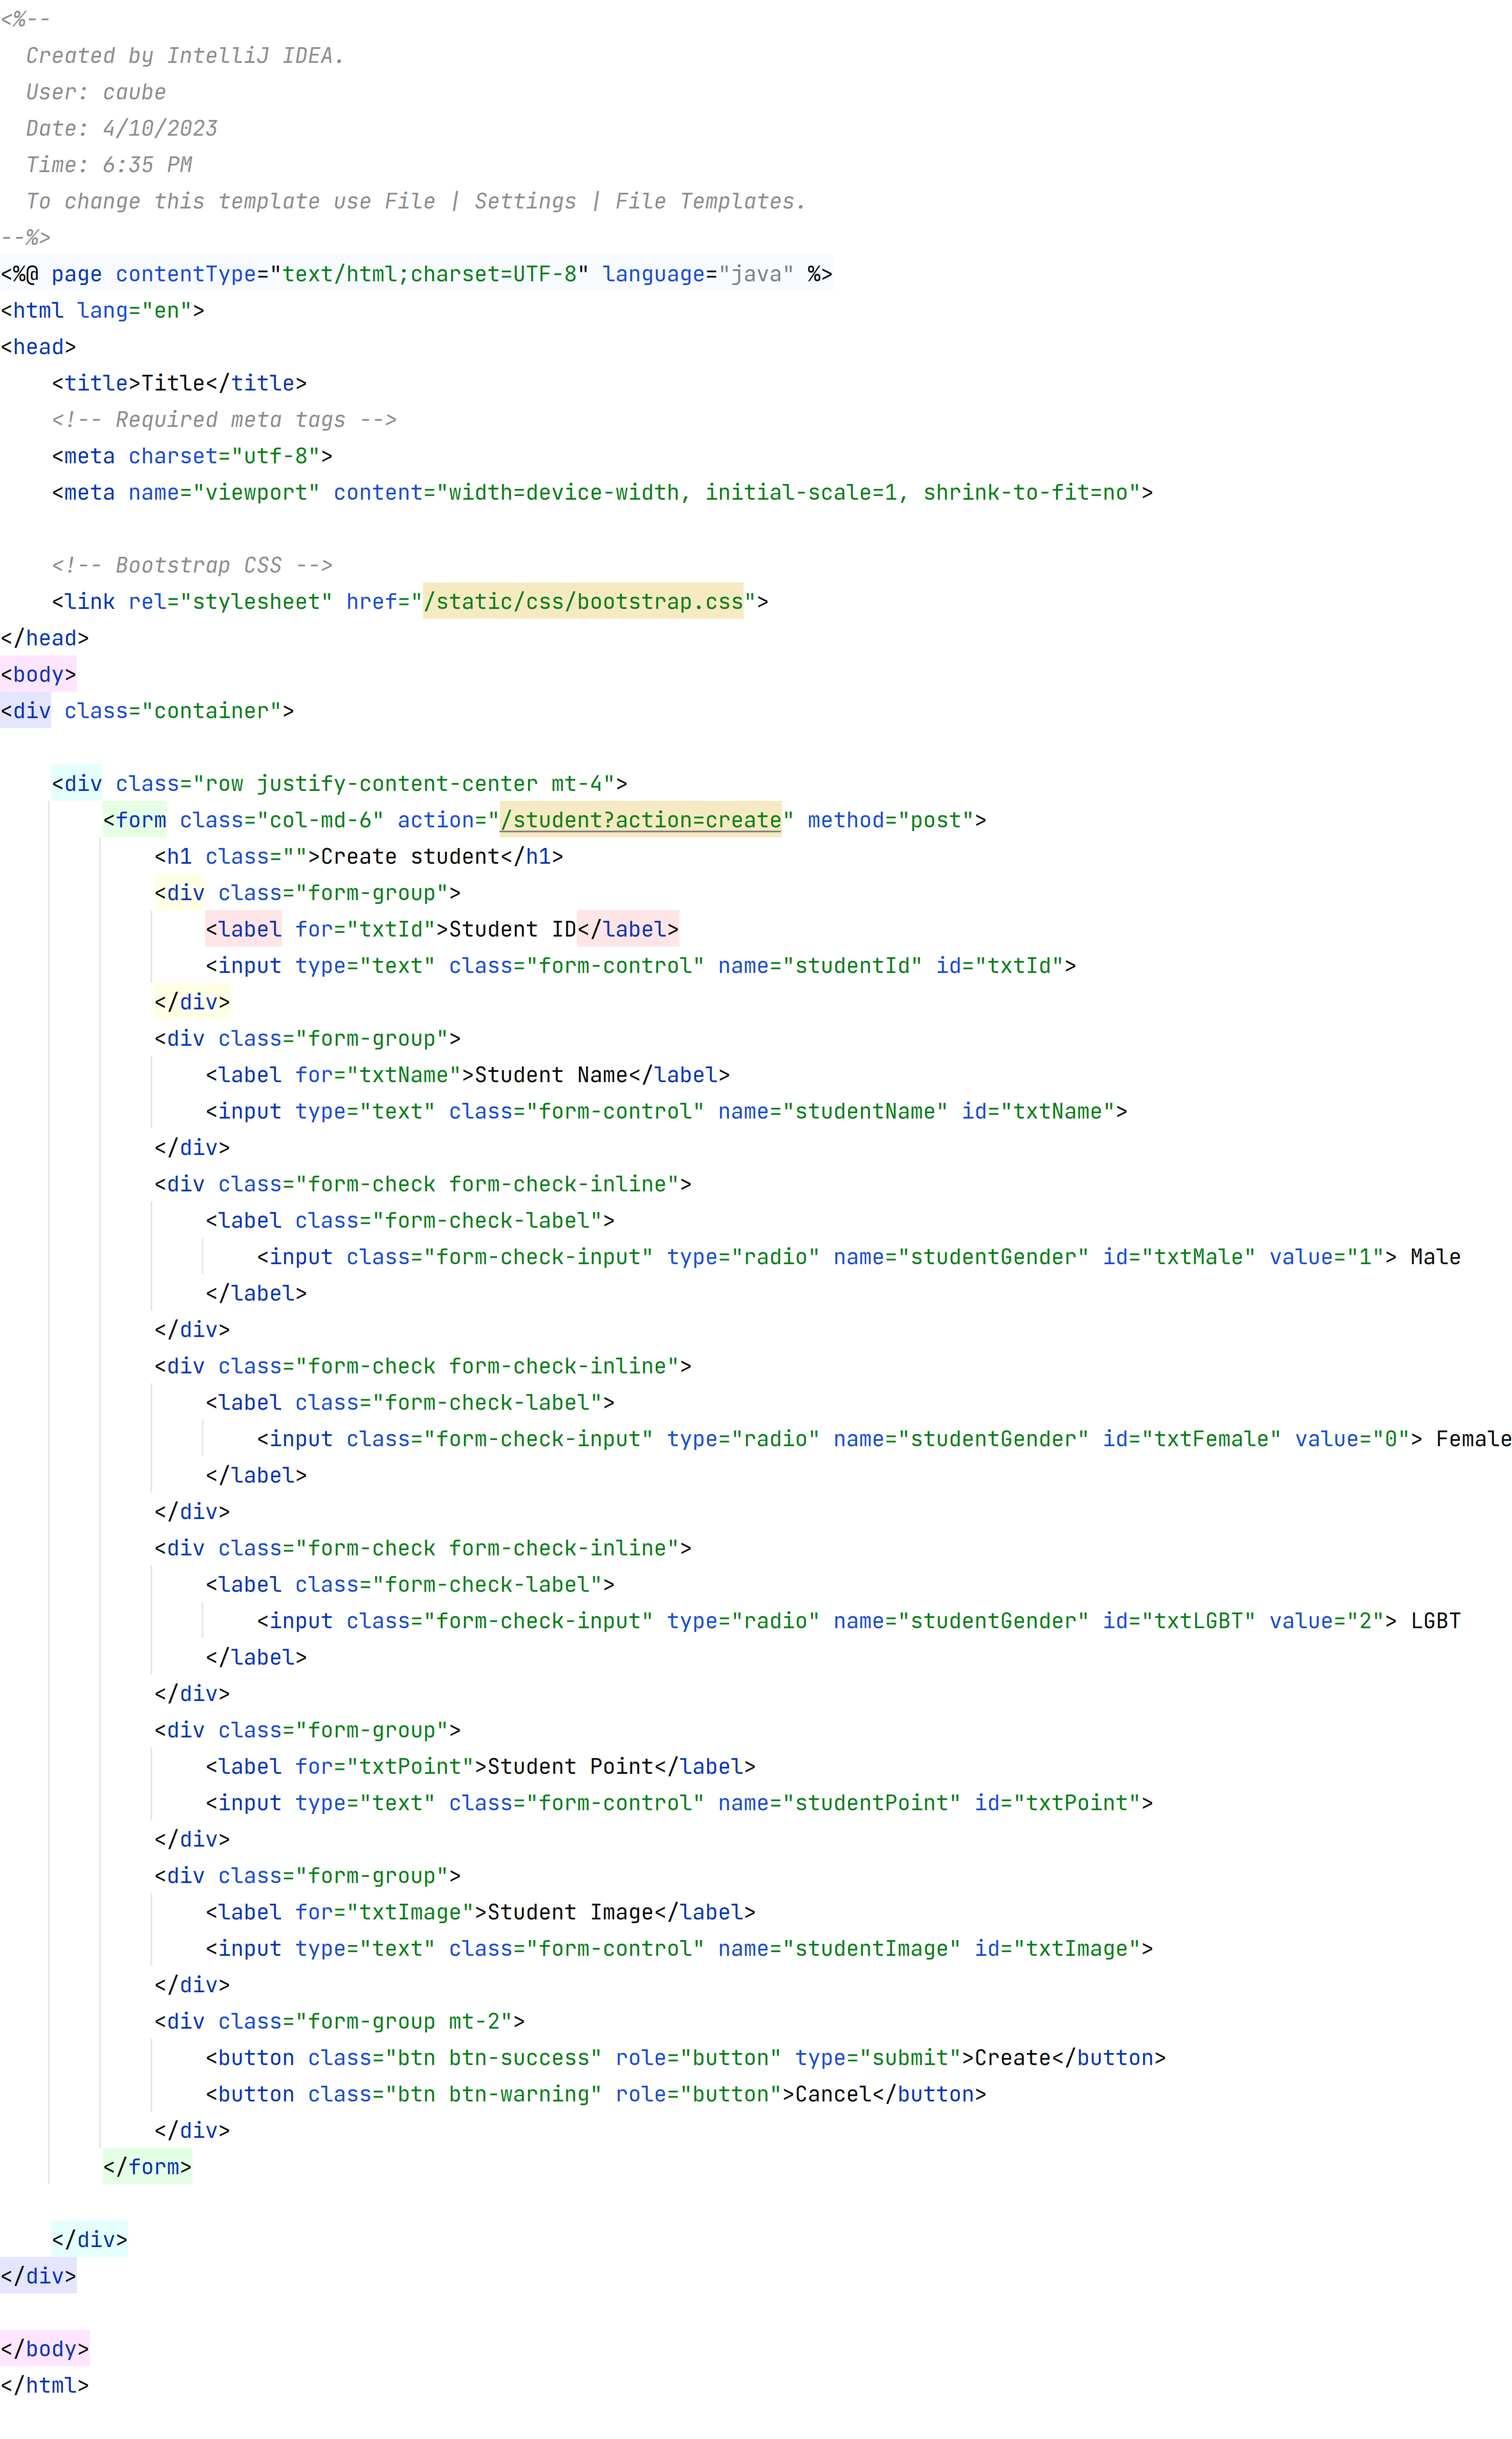 <%--
  Created by IntelliJ IDEA.
  User: caube
  Date: 4/10/2023
  Time: 6:35 PM
  To change this template use File | Settings | File Templates.
--%>
<%@ page contentType="text/html;charset=UTF-8" language="java" %>
<html lang="en">
<head>
    <title>Title</title>
    <!-- Required meta tags -->
    <meta charset="utf-8">
    <meta name="viewport" content="width=device-width, initial-scale=1, shrink-to-fit=no">

    <!-- Bootstrap CSS -->
    <link rel="stylesheet" href="/static/css/bootstrap.css">
</head>
<body>
<div class="container">

    <div class="row justify-content-center mt-4">
        <form class="col-md-6" action="/student?action=create" method="post">
            <h1 class="">Create student</h1>
            <div class="form-group">
                <label for="txtId">Student ID</label>
                <input type="text" class="form-control" name="studentId" id="txtId">
            </div>
            <div class="form-group">
                <label for="txtName">Student Name</label>
                <input type="text" class="form-control" name="studentName" id="txtName">
            </div>
            <div class="form-check form-check-inline">
                <label class="form-check-label">
                    <input class="form-check-input" type="radio" name="studentGender" id="txtMale" value="1"> Male
                </label>
            </div>
            <div class="form-check form-check-inline">
                <label class="form-check-label">
                    <input class="form-check-input" type="radio" name="studentGender" id="txtFemale" value="0"> Female
                </label>
            </div>
            <div class="form-check form-check-inline">
                <label class="form-check-label">
                    <input class="form-check-input" type="radio" name="studentGender" id="txtLGBT" value="2"> LGBT
                </label>
            </div>
            <div class="form-group">
                <label for="txtPoint">Student Point</label>
                <input type="text" class="form-control" name="studentPoint" id="txtPoint">
            </div>
            <div class="form-group">
                <label for="txtImage">Student Image</label>
                <input type="text" class="form-control" name="studentImage" id="txtImage">
            </div>
            <div class="form-group mt-2">
                <button class="btn btn-success" role="button" type="submit">Create</button>
                <button class="btn btn-warning" role="button">Cancel</button>
            </div>
        </form>

    </div>
</div>

</body>
</html>